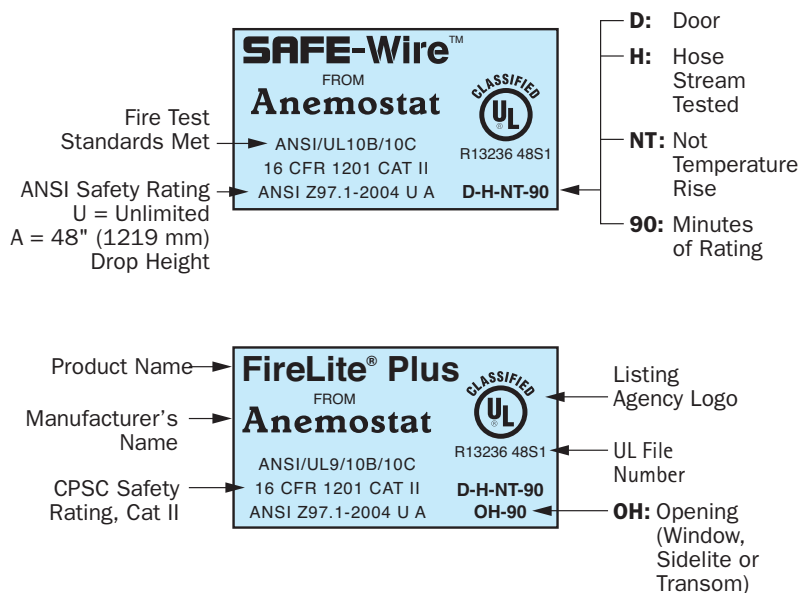 SAFE-Wire™
FROM
Anemostat
ANSI/UL10B/10C
16 CFR 1201 CAT II
ANSI Z97.1-2004 U A
CLASSIFIED
UL
®
R13236 48S1
D-H-NT-90
Fire Test
Standards Met
ANSI Safety Rating
U = Unlimited
A = 48" (1219 mm)
Drop Height
D: Door
H: Hose
Stream
Tested
NT: Not
Temperature
Rise
90: Minutes
of Rating
FireLite® Plus
FROM
Anemostat
ANSI/UL9/10B/10C
16 CFR 1201 CAT II
ANSI Z97.1-2004 U A
CLASSIFIED
UL
®
R13236 48S1
D-H-NT-90
OH-90
Product Name
Manufacturer's
Name
CPSC Safety
Rating, Cat II
Listing
Agency Logo
UL File
Number
OH: Opening
(Window,
Sidelite or
Transom)